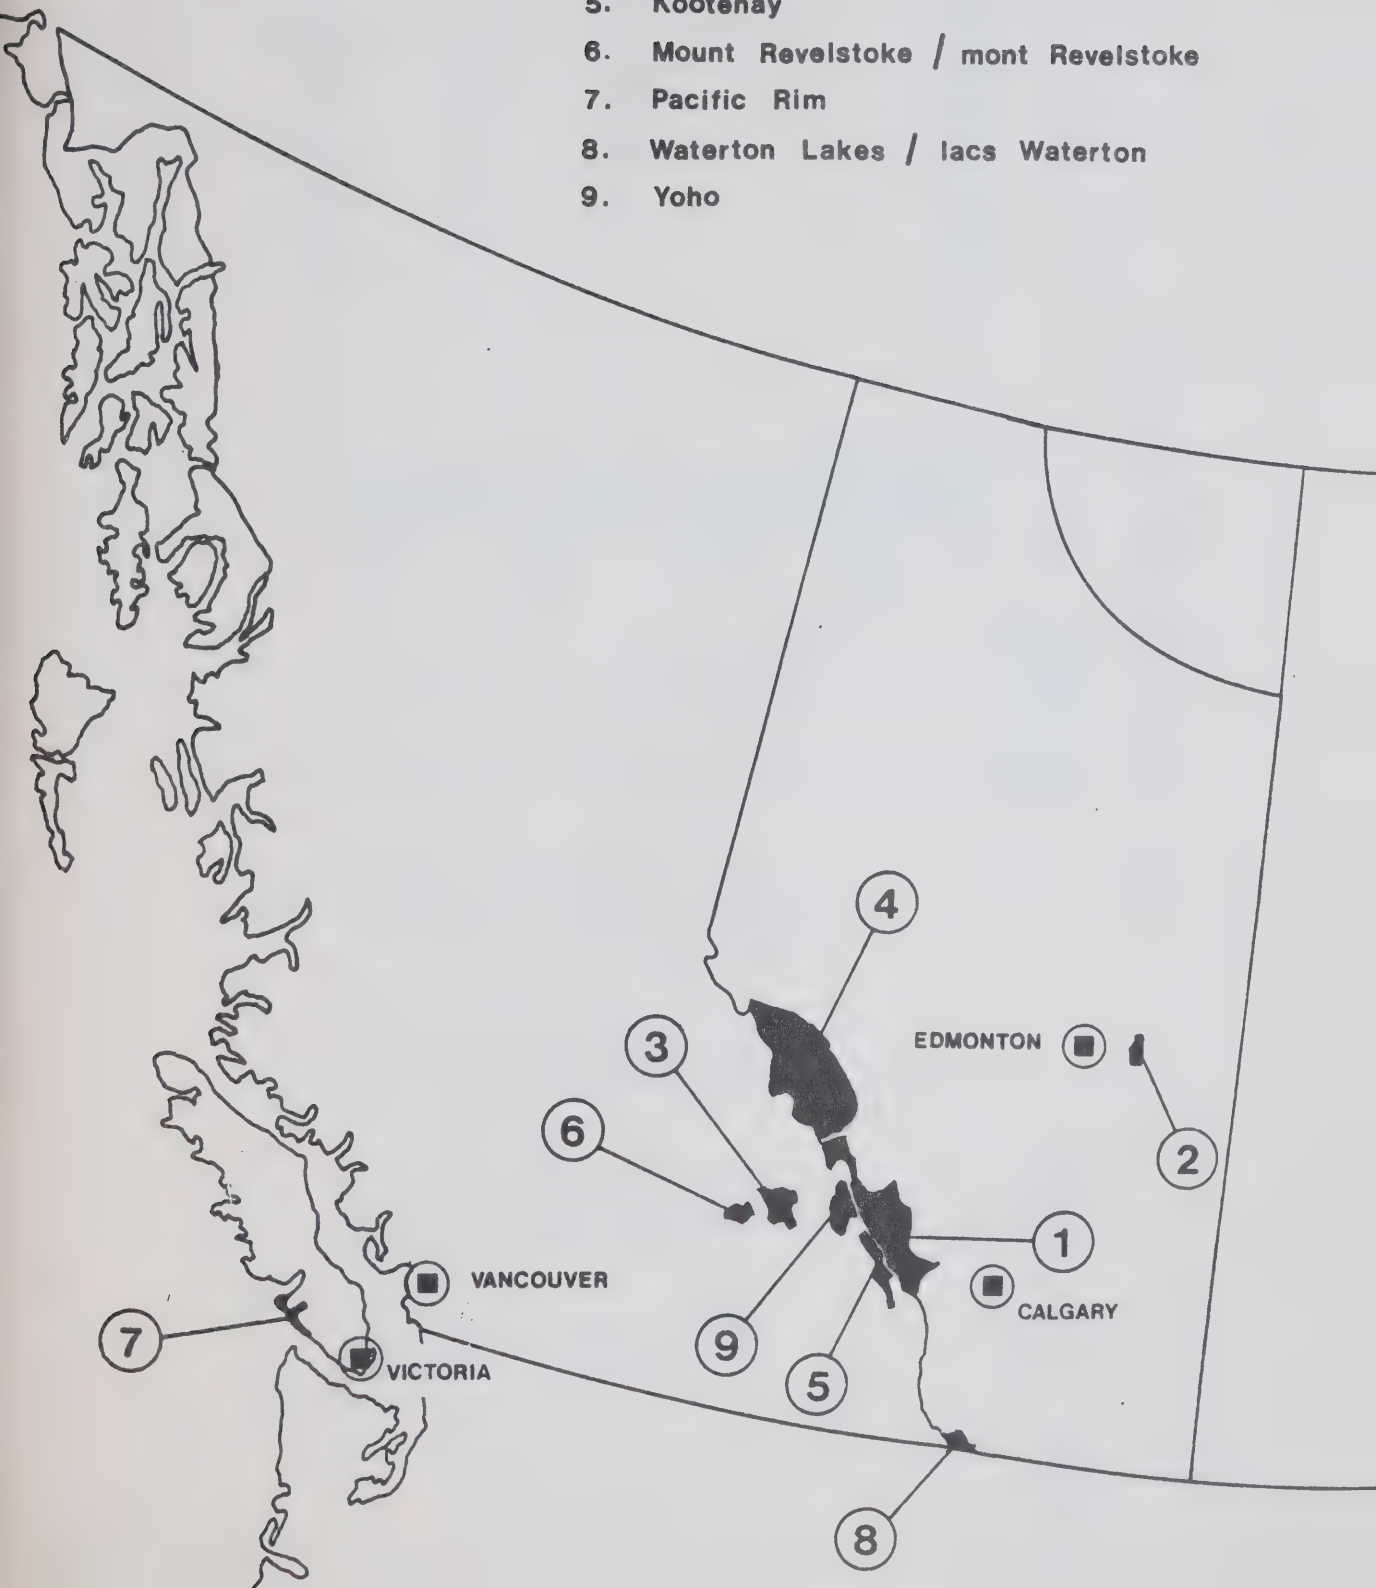 5. Kootenay
6. Mount Revelstoke / mont Revelstoke
7. Pacific Rim
8. Waterton Lakes / lacs Waterton
9. Yoho
4
EDMONTON
3
6
2
1
VANCOUVER
CALGARY
7
9
VICTORIA
5
8